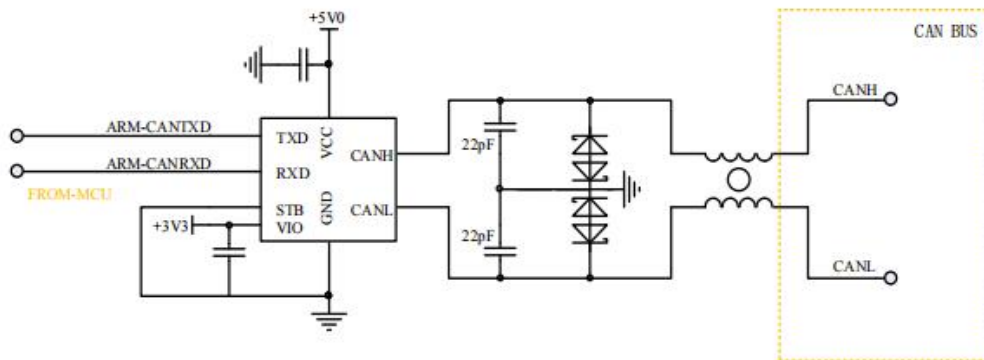 +5V0
CAN BUS
ARM-CANTXD
TXD
VCC
CANH
22pF
CANH
ARM-CANRXD
RXD
FROM-MCU
STB
GND
CANL
+3V3
VIO
22pF
CANL